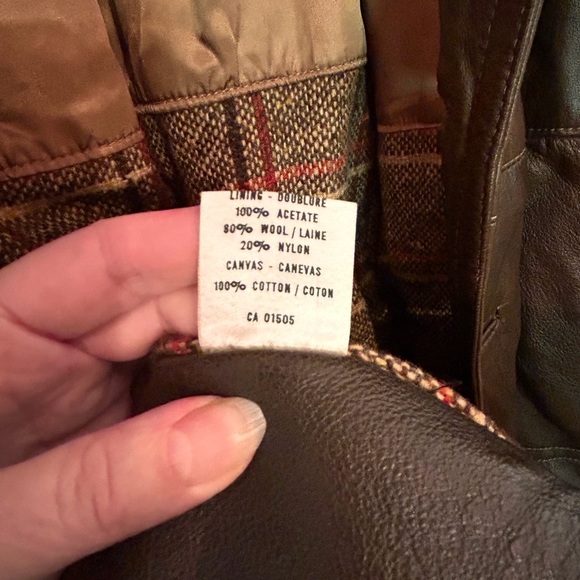 LINING - DOUBLURE
100% ACETATE
80% WOOL / LAINE
20% NYLON
CANVAS - CANEVAS
100% COTTON / COTON
CA 01505